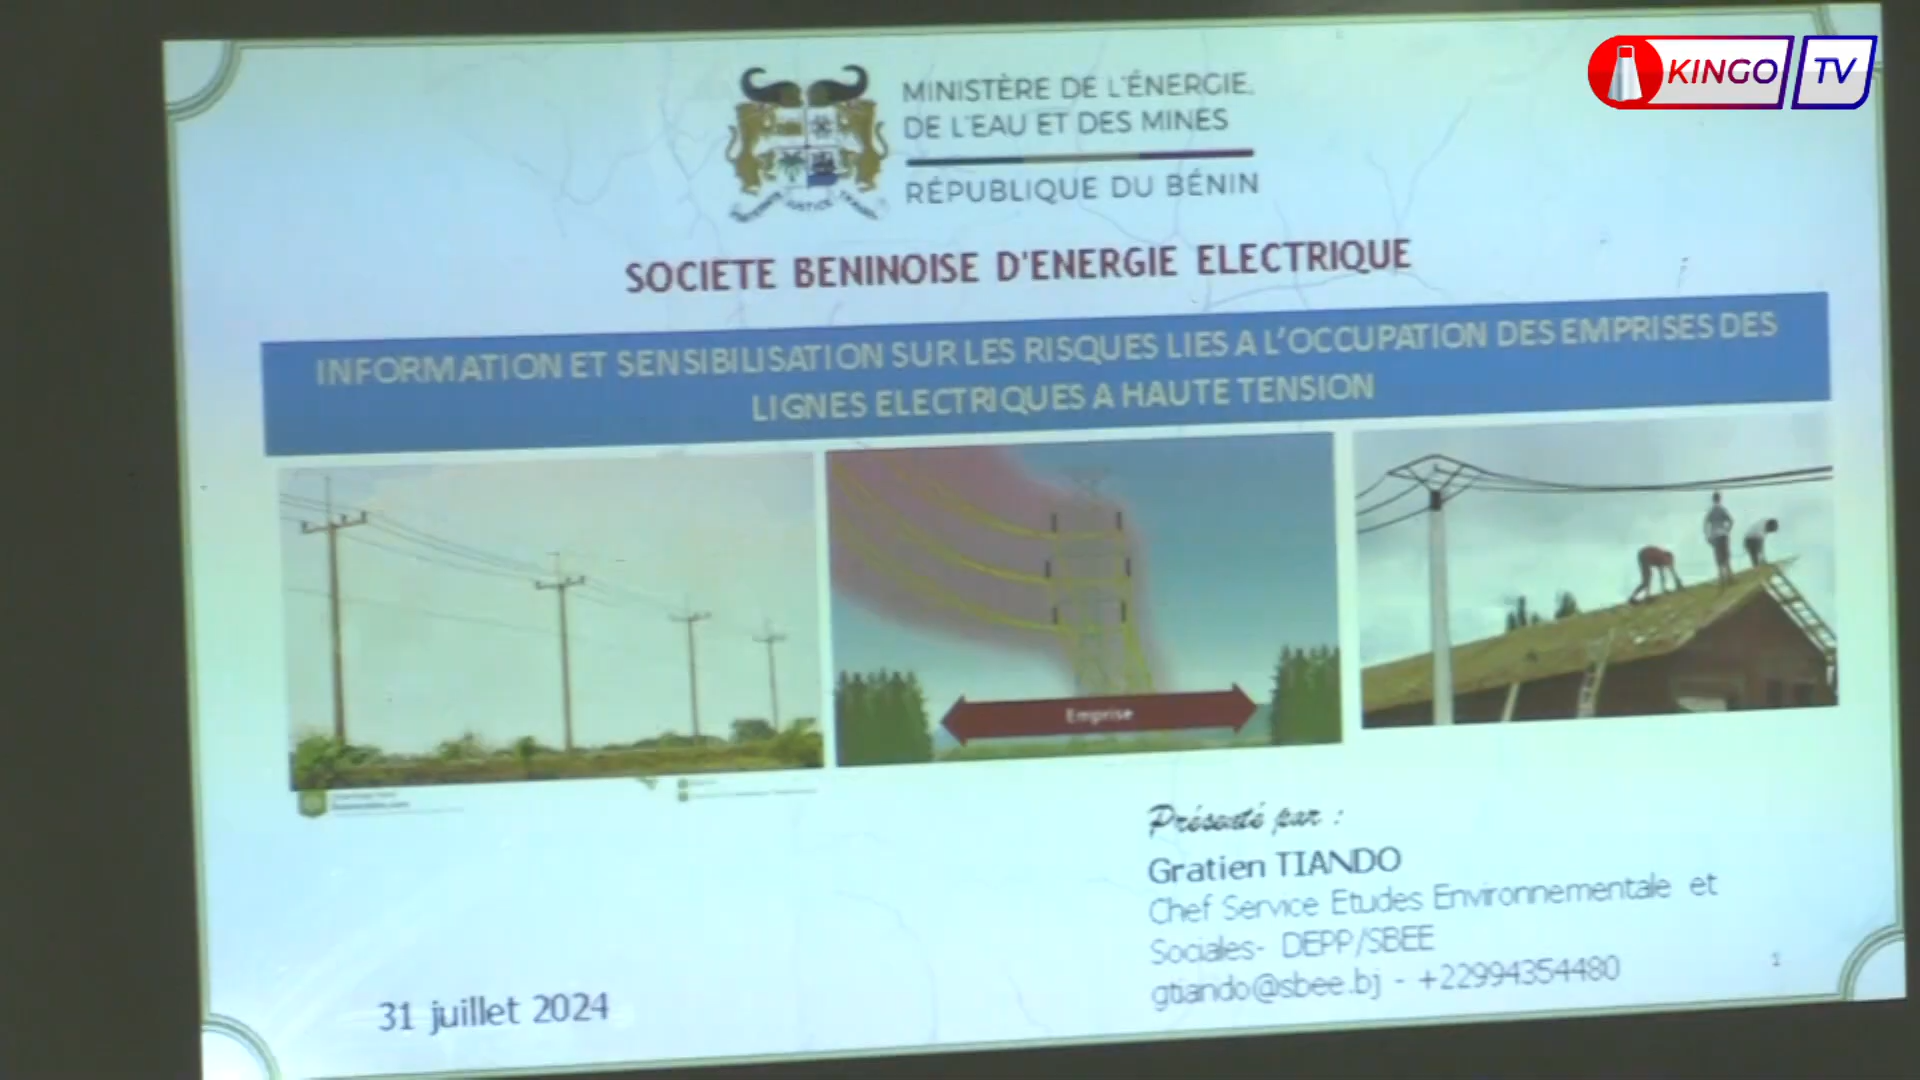 KINGO TV
MINISTÈRE DE L'ÉNERGIE,
DE L'EAU ET DES MINES
RÉPUBLIQUE DU BÉNIN
SOCIETE BENINOISE D'ENERGIE ELECTRIQUE
INFORMATION ET SENSIBILISATION SUR LES RISQUES LIES A L'OCCUPATION DES EMPRISES DES
LIGNES ELECTRIQUES A HAUTE TENSION
Emprise
Présenté par :
Gratien TIANDO
Chef Service Etudes Environnementale et
Sociales- DEPP/SBEE
gtiando@sbee.bj - +22994354480
31 juillet 2024